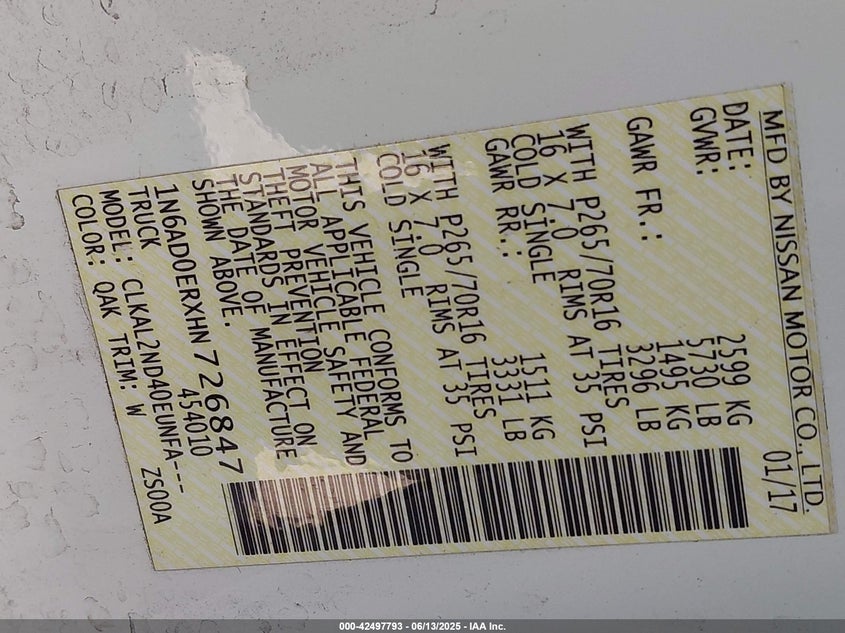 MFD BY NISSAN MOTOR CO., LTD.
DATE: 01/17
GVWR: 2599 KG
5730 LB
GAWR FR.: 1495 KG
3296 LB
WITH P265/70R16 TIRES
16 X 7.0 RIMS AT 35 PSI
COLD SINGLE
GAWR RR.: 1511 KG
3331 LB
WITH P265/70R16 TIRES
16 X 7.0 RIMS AT 35 PSI
COLD SINGLE
THIS VEHICLE CONFORMS TO
ALL APPLICABLE FEDERAL
MOTOR VEHICLE SAFETY AND
THEFT PREVENTION
STANDARDS IN EFFECT ON
THE DATE OF MANUFACTURE
SHOWN ABOVE.
1N6AD0ERXHN726847
TRUCK 454010
MODEL: CLKAL2ND40EUNFA---
COLOR: QAK TRIM: W ZS00A
000-42497793 - 06/13/2025 - IAA Inc.